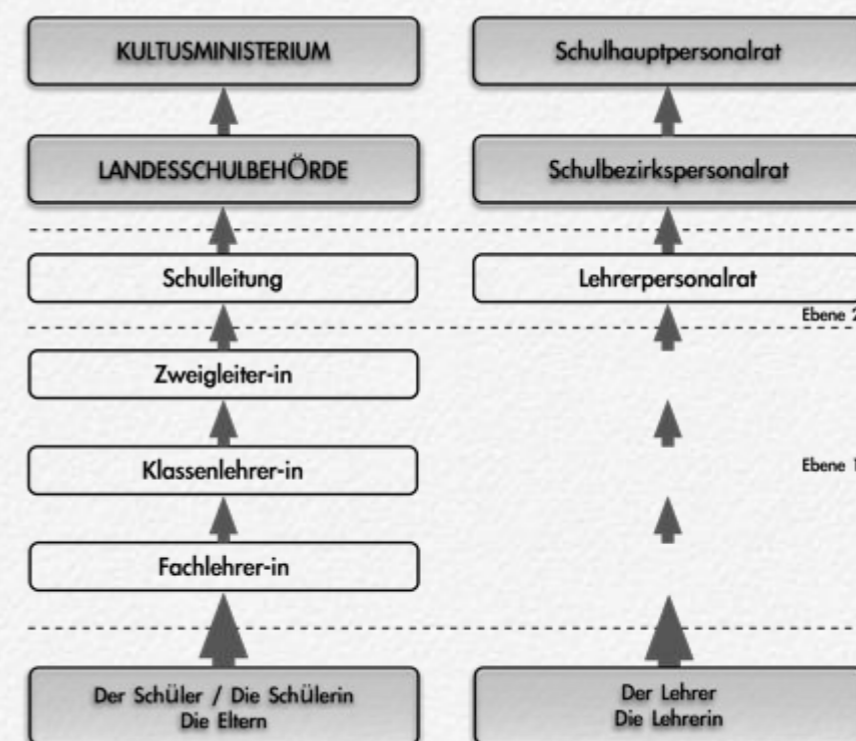 KULTUSMINISTERIUM
Schulhauptpersonalrat
LANDESSCHULBEHÖRDE
Schulbezirkspersonalrat
Schulleitung
Lehrerpersonalrat
Ebene 2
Zweigleiter-in
Klassenlehrer-in
Ebene 1
Fachlehrer-in
Der Schüler / Die Schülerin
Die Eltern
Der Lehrer
Die Lehrerin